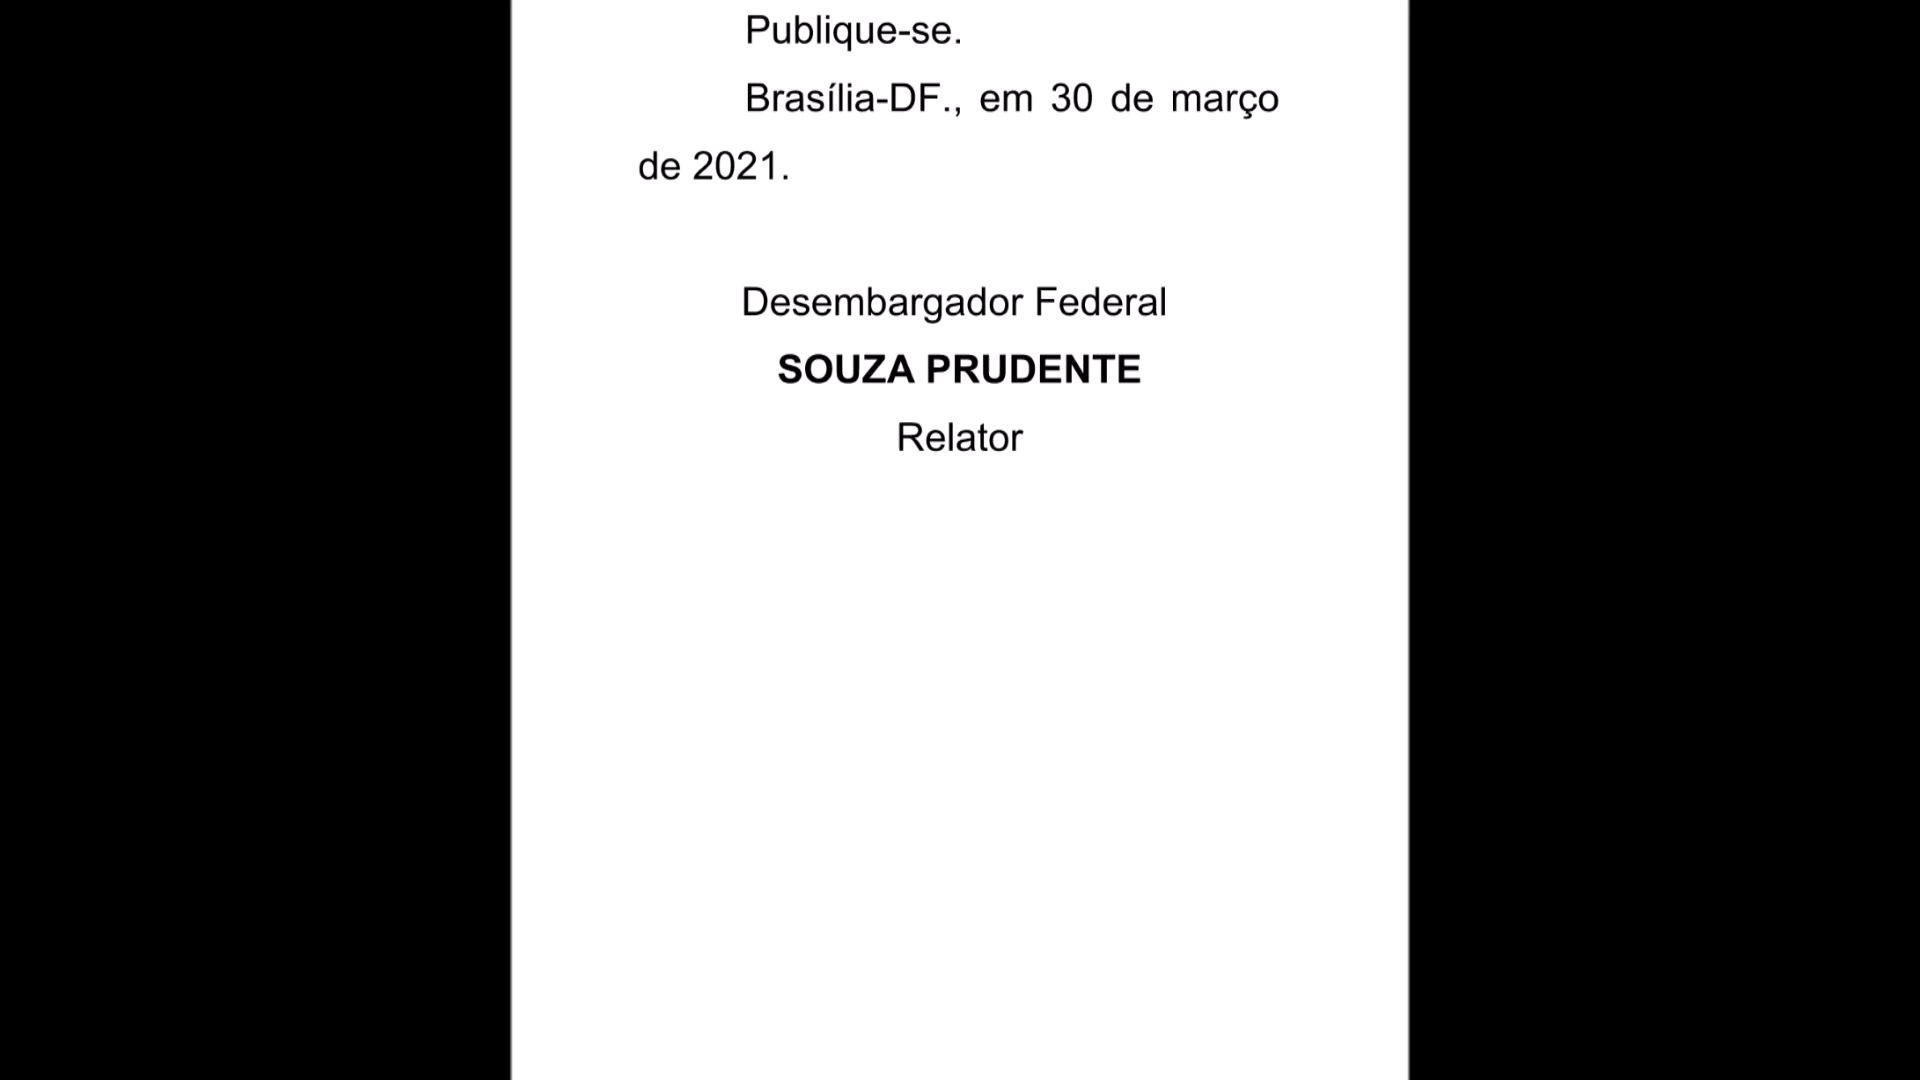 Publique-se.
Brasília-DF., em 30 de março
de 2021.
Desembargador Federal
SOUZA PRUDENTE
Relator